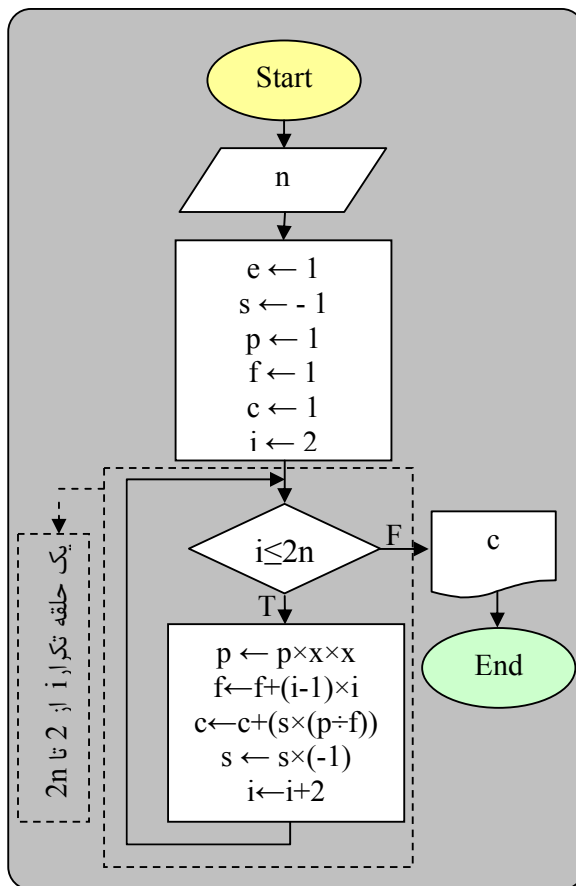 Start
n
e ← 1
s ← - 1
p ← 1
f ← 1
c ← 1
i ← 2
i≤2n
F
c
T
End
p ← p×x×x
f←f+(i-1)×i
c←c+(s×(p÷f))
s ← s×(-1)
i←i+2
یک حلقه تکرار i از 2 تا 2n